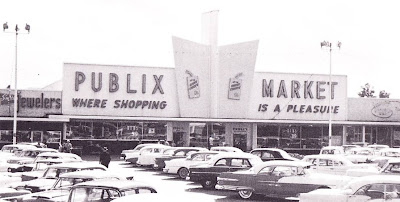 PUBLIX MARKET
WHERE SHOPPING IS A PLEASURE
Jewelers